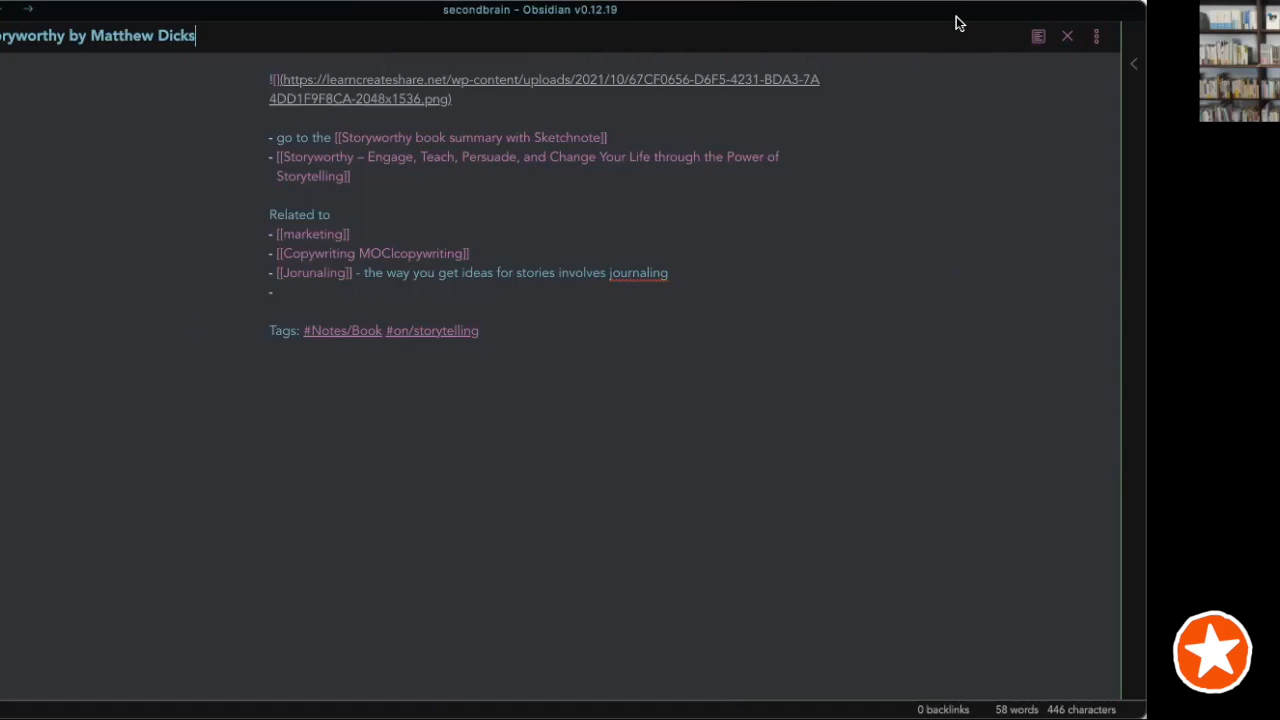 secondbrain – Obsidian v0.12.19
oryworthy by Matthew Dicks
![](https://learncreateshare.net/wp-content/uploads/2021/10/67CF0656-D6F5-4231-BDA3-7A
4DD1F9F8CA-2048x1536.png)
- go to the [[Storyworthy book summary with Sketchnote]]
- [[Storyworthy – Engage, Teach, Persuade, and Change Your Life through the Power of
Storytelling]]
Related to
- [[marketing]]
- [[Copywriting MOC|copywriting]]
- [[Jorunaling]] - the way you get ideas for stories involves journaling
-
Tags: #Notes/Book #on/storytelling
0 backlinks 58 words 446 characters